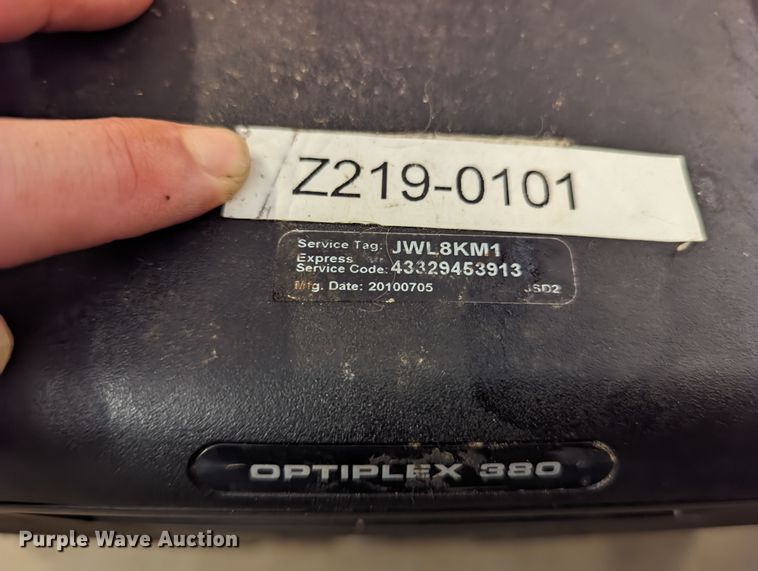 Z219-0101
Service Tag: JWL8KM1
Express
Service Code: 43329453913
Mfg. Date: 20100705 JSD2
OPTIPLEX 380
Purple Wave Auction